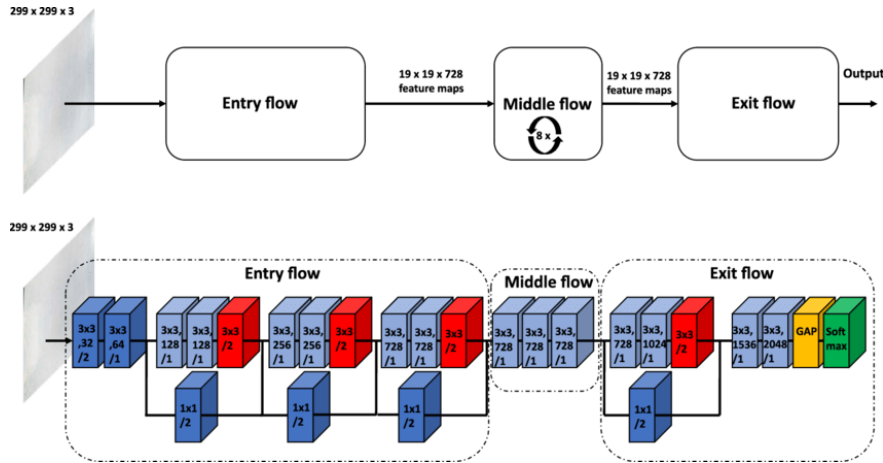 299 x 299 x 3
Entry flow
19 x 19 x 728
feature maps
Middle flow
8 x
19 x 19 x 728
feature maps
Exit flow
Output
299 x 299 x 3
Entry flow
Middle flow
Exit flow
3x3
,32
/2
3x3
,64
/1
3x3,
128
/1
3x3,
128
/1
3x3
/2
3x3,
256
/1
3x3,
256
/1
3x3
/2
3x3,
728
/1
3x3,
728
/1
3x3
/2
3x3,
728
/1
3x3,
728
/1
3x3,
728
/1
3x3,
728
/1
3x3,
1024
/1
3x3
/2
3x3,
1536
/1
3x3,
2048
/1
GAP
Soft
max
1x1
/2
1x1
/2
1x1
/2
1x1
/2